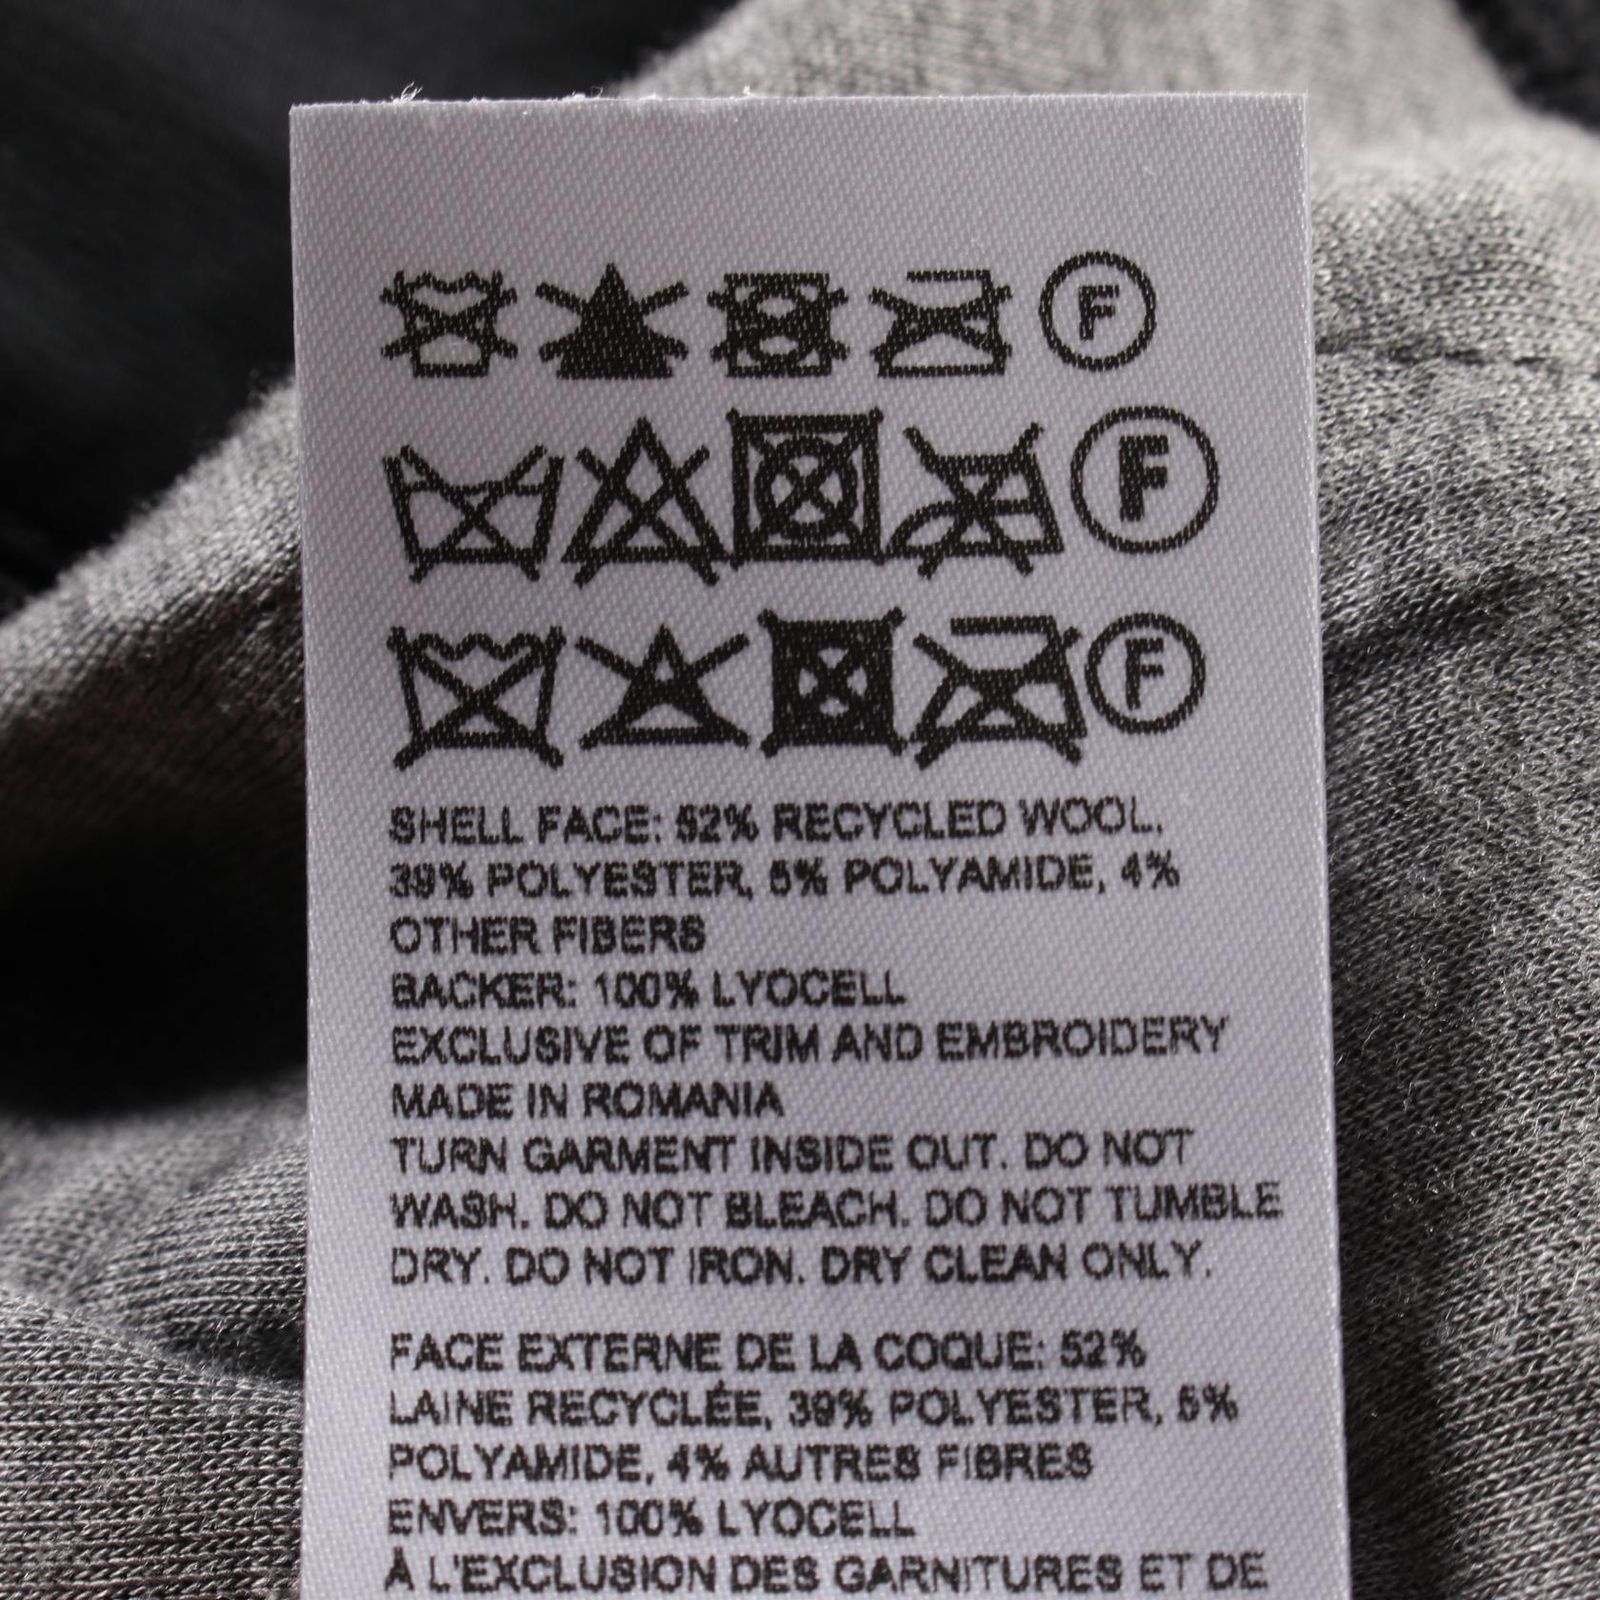 F
F
F
SHELL FACE: 52% RECYCLED WOOL,
39% POLYESTER, 5% POLYAMIDE, 4%
OTHER FIBERS
BACKER: 100% LYOCELL
EXCLUSIVE OF TRIM AND EMBROIDERY
MADE IN ROMANIA
TURN GARMENT INSIDE OUT. DO NOT
WASH. DO NOT BLEACH. DO NOT TUMBLE
DRY. DO NOT IRON. DRY CLEAN ONLY.
FACE EXTERNE DE LA COQUE: 52%
LAINE RECYCLÉE, 39% POLYESTER, 5%
POLYAMIDE, 4% AUTRES FIBRES
ENVERS: 100% LYOCELL
À L'EXCLUSION DES GARNITURES ET DE